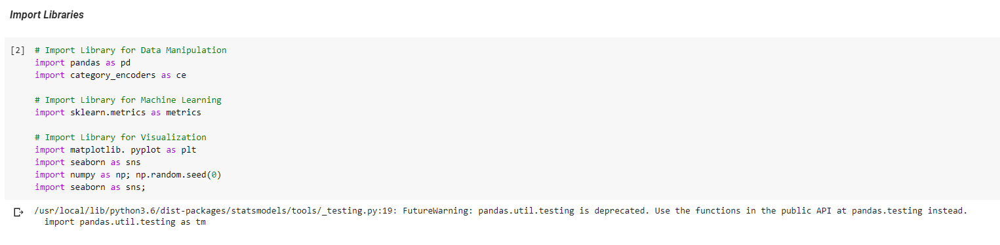 Import Libraries
[2] # Import Library for Data Manipulation
import pandas as pd
import category_encoders as ce
# Import Library for Machine Learning
import sklearn.metrics as metrics
# Import Library for Visualization
import matplotlib. pyplot as plt
import seaborn as sns
import numpy as np; np.random.seed(0)
import seaborn as sns;
/usr/local/lib/python3.6/dist-packages/statsmodels/tools/_testing.py:19: FutureWarning: pandas.util.testing is deprecated. Use the functions in the public API at pandas.testing instead.
import pandas.util.testing as tm